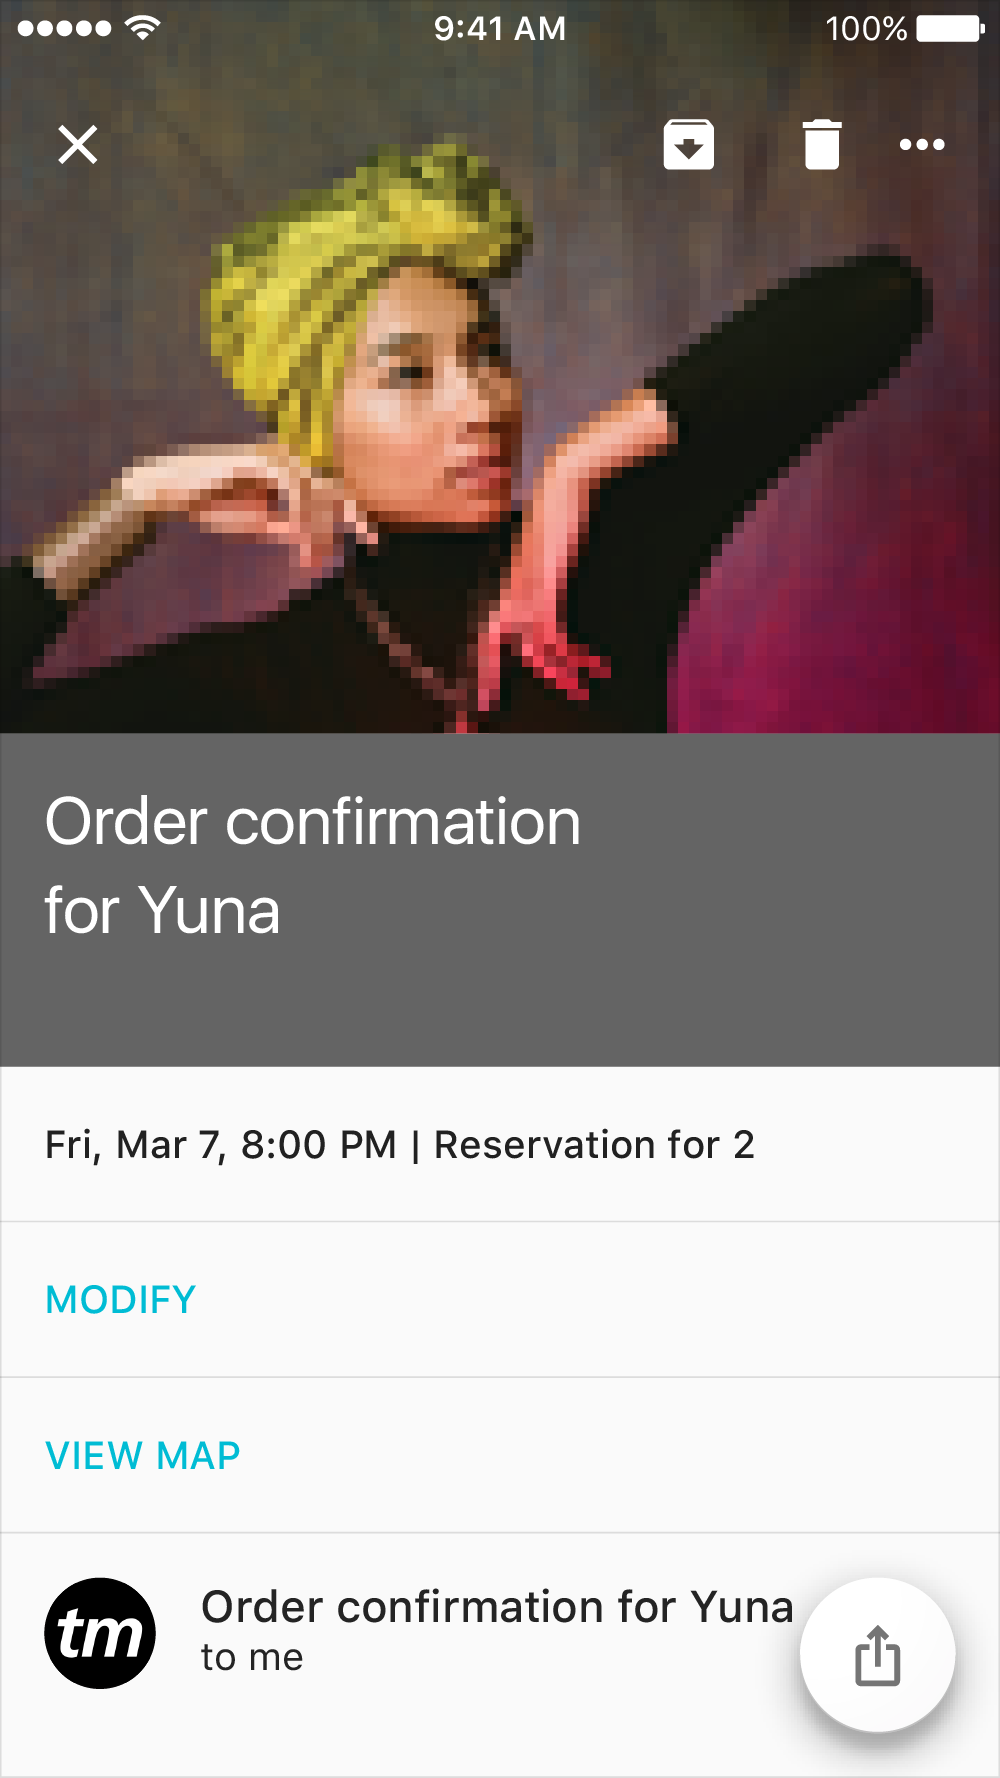 9:41 AM
100%
Order confirmation
for Yuna
Fri, Mar 7, 8:00 PM | Reservation for 2
MODIFY
VIEW MAP
tm
Order confirmation for Yuna
to me